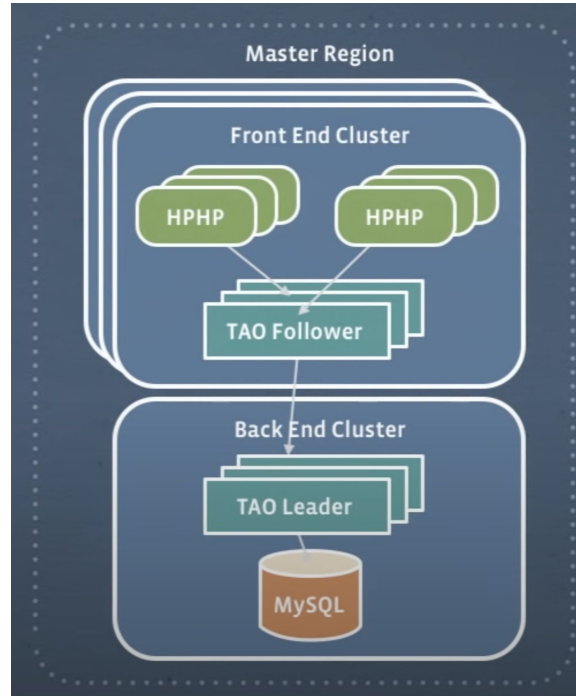 Master Region
Front End Cluster
HPHP
HPHP
TAO Follower
Back End Cluster
TAO Leader
MySQL